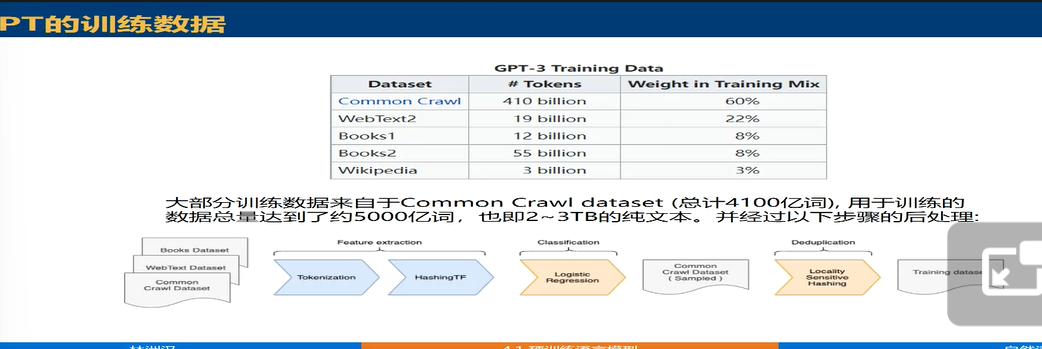 PT的训练数据
GPT-3 Training Data
Dataset # Tokens Weight in Training Mix
Common Crawl 410 billion 60%
WebText2 19 billion 22%
Books1 12 billion 8%
Books2 55 billion 8%
Wikipedia 3 billion 3%
大部分训练数据来自于Common Crawl dataset (总计4100亿词), 用于训练的
数据总量达到了约5000亿词，也即2~3TB的纯文本。并经过以下步骤的后处理:
Feature extraction
Classification
Deduplication
Books Dataset
WebText Dataset
Common
Crawl Dataset
Tokenization
HashingTF
Logistic
Regression
Common
Crawl Dataset
( Sampled )
Locality
Sensitive
Hashing
Training datase
4.1 预训练语言模型